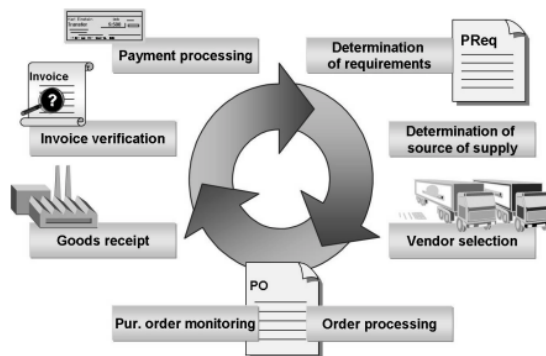 Payment processing
Determination
of requirements
PReq
Invoice
?
Invoice verification
Determination of
source of supply
Goods receipt
Vendor selection
PO
Pur. order monitoring
Order processing